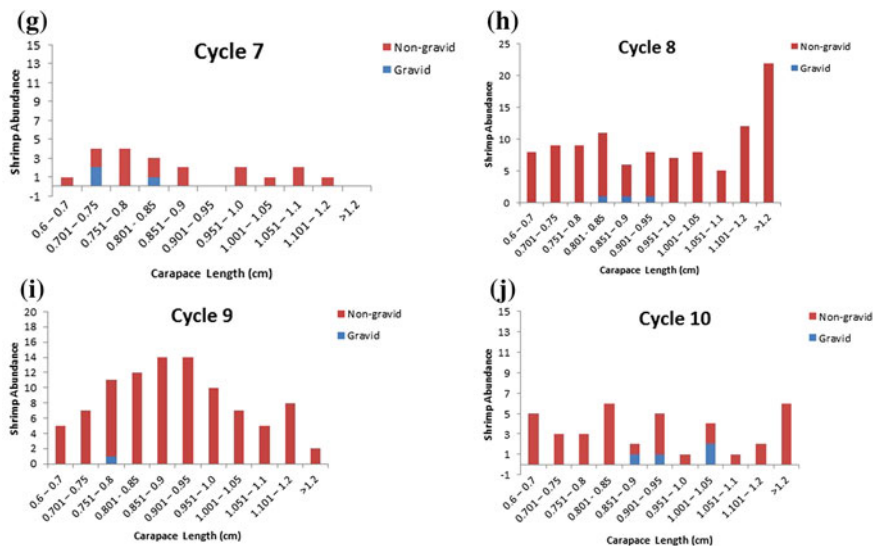 (g)
Cycle 7
Non-gravid
Gravid
Shrimp Abundance
15
13
11
9
7
5
3
1
-1
0.6 – 0.7
0.701 – 0.75
0.751 – 0.8
0.801 - 0.85
0.851 – 0.9
0.901 – 0.95
0.951 – 1.0
1.001 – 1.05
1.051 – 1.1
1.101 – 1.2
>1.2
Carapace Length (cm)
(h)
Cycle 8
Non-gravid
Gravid
Shrimp Abundance
25
20
15
10
5
0
0.6 – 0.7
0.701 – 0.75
0.751 – 0.8
0.801 - 0.85
0.851 – 0.9
0.901 – 0.95
0.951 – 1.0
1.001 – 1.05
1.051 – 1.1
1.101 – 1.2
>1.2
Carapace Length (cm)
(i)
Cycle 9
Non-gravid
Gravid
Shrimp Abundance
20
18
16
14
12
10
8
6
4
2
0
0.6 – 0.7
0.701 – 0.75
0.751 – 0.8
0.801 - 0.85
0.851 – 0.9
0.901 – 0.95
0.951 – 1.0
1.001 – 1.05
1.051 – 1.1
1.101 – 1.2
>1.2
Carapace Length (cm)
(j)
Cycle 10
Non-gravid
Gravid
Shrimp Abundance
15
13
11
9
7
5
3
1
-1
0.6 – 0.7
0.701 – 0.75
0.751 – 0.8
0.801 - 0.85
0.851 – 0.9
0.901 – 0.95
0.951 – 1.0
1.001 – 1.05
1.051 – 1.1
1.101 – 1.2
>1.2
Carapace Length (cm)